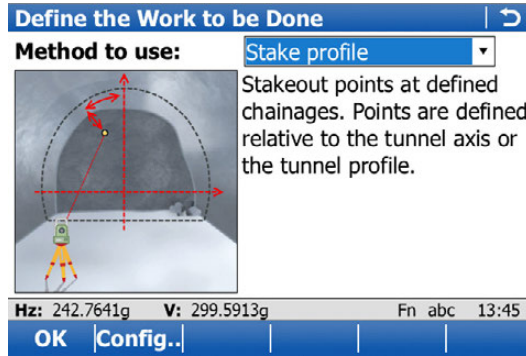 Define the Work to be Done
Method to use: Stake profile
Stakeout points at defined
chainages. Points are defined
relative to the tunnel axis or
the tunnel profile.
Hz: 242.7641g V: 299.5913g Fn abc 13:45
OK Config..